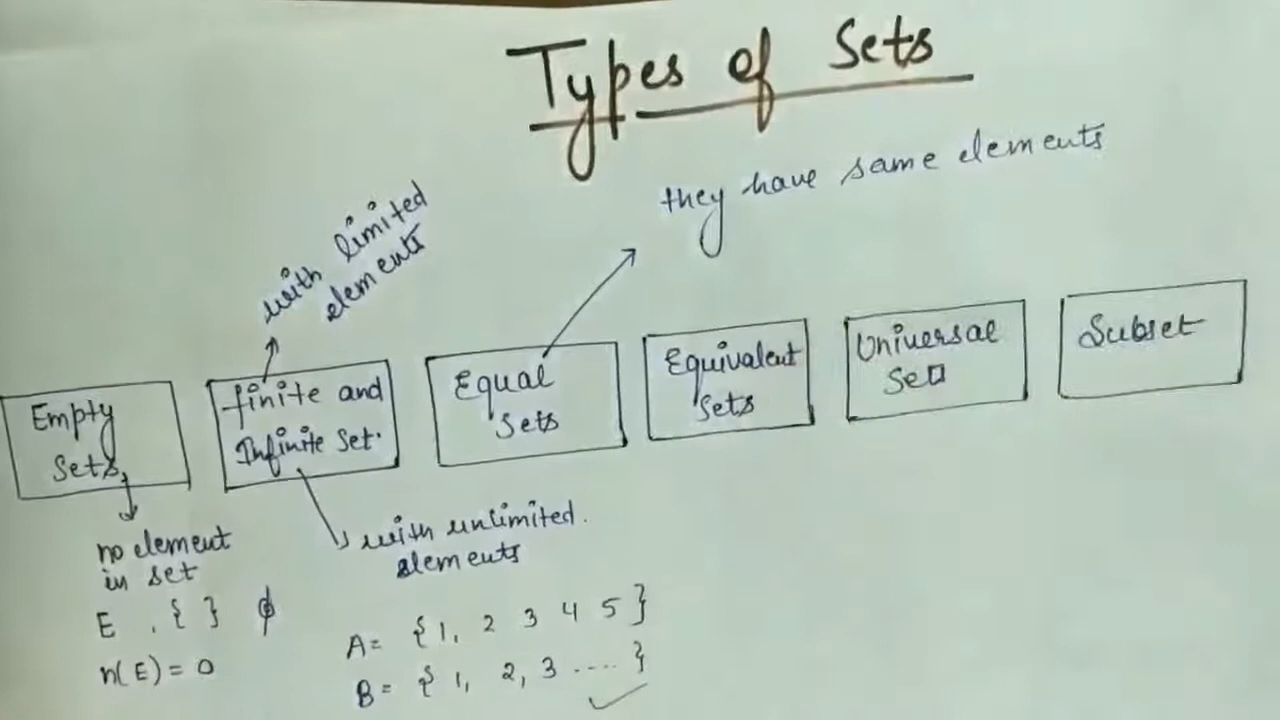 Types of Sets
they have same elements
with limited
elements
Empty
Sets
finite and
Infinite Set.
Equal
Sets
Equivalent
Sets
Universal
Set
Subset
no element
in set
E , { } ϕ
n(E) = 0
with unlimited.
elements
A = { 1, 2 3 4 5 }
B = { 1, 2, 3 .... }